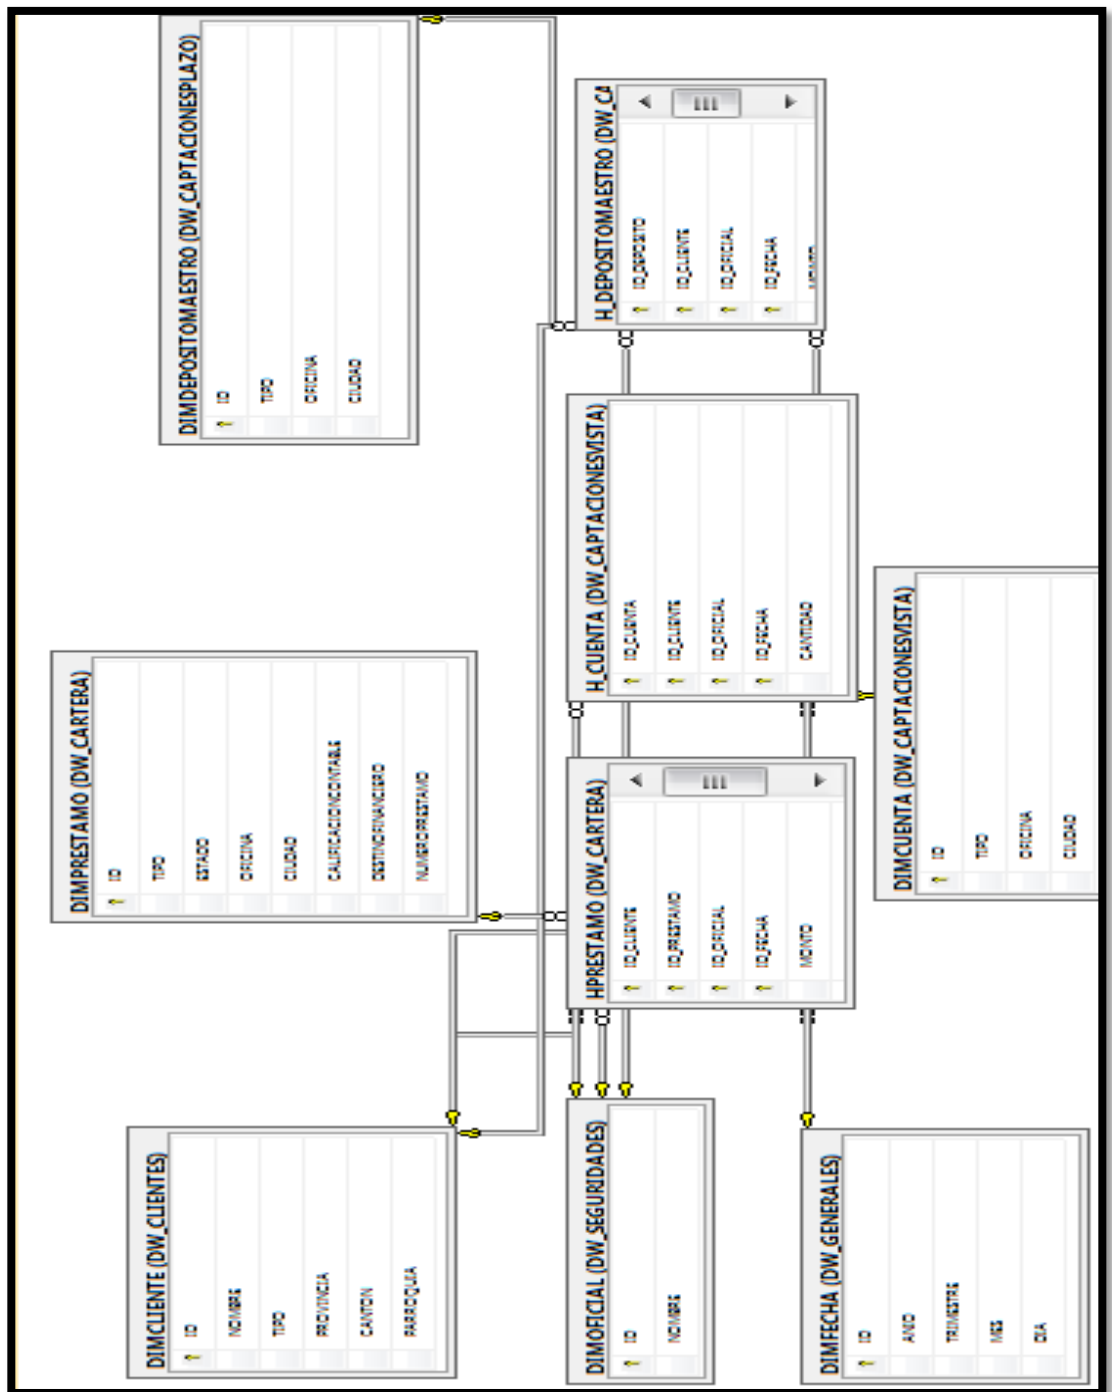 DIMCLIENTE (DW_CLIENTES)
ID
NOMBRE
TIPO
PROVINCIA
CANTON
PARROQUIA
DIMPRESTAMO (DW_CARTERA)
ID
TIPO
ESTADO
OFICINA
CIUDAD
CALIFICACIONCONTABLE
DESTINOFINANCIERO
NUMEROPRESTAMO
DIMDEPOSITOMAESTRO (DW_CAPTACIONESPLAZO)
ID
TIPO
OFICINA
CIUDAD
DIMOFICIAL (DW_SEGURIDADES)
ID
NOMBRE
HPRESTAMO (DW_CARTERA)
ID_CLIENTE
ID_PRESTAMO
ID_OFICIAL
ID_FECHA
MONTO
H_CUENTA (DW_CAPTACIONESVISTA)
ID_CUENTA
ID_CLIENTE
ID_OFICIAL
ID_FECHA
CANTIDAD
H_DEPOSITOMAESTRO (DW_CA
ID_DEPOSITO
ID_CLIENTE
ID_OFICIAL
ID_FECHA
DIMFECHA (DW_GENERALES)
ID
ANIO
TRIMESTRE
MES
DIA
DIMCUENTA (DW_CAPTACIONESVISTA)
ID
TIPO
OFICINA
CIUDAD